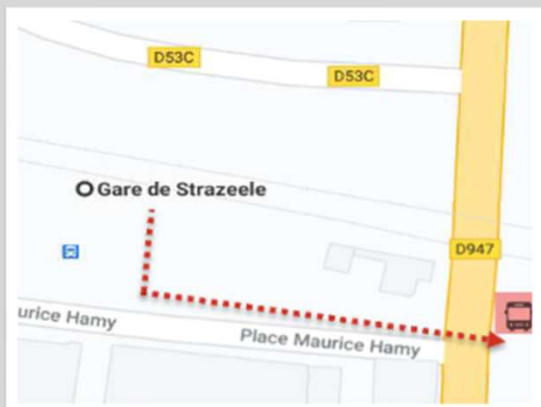 D53C
D53C
Gare de Strazeele
D947
urice Hamy
Place Maurice Hamy